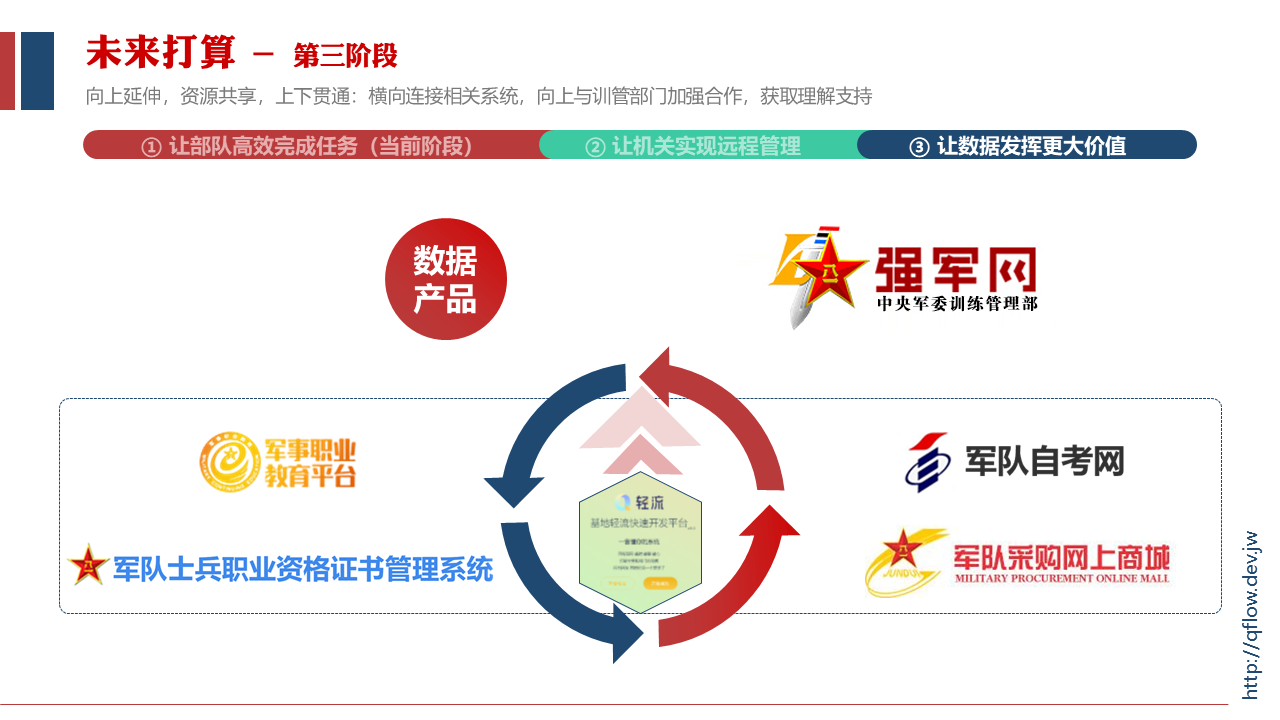 未来打算 － 第三阶段
向上延伸，资源共享，上下贯通：横向连接相关系统，向上与训管部门加强合作，获取理解支持
① 让部队高效完成任务（当前阶段）
② 让机关实现远程管理
③ 让数据发挥更大价值
数据
产品
强军网
中央军委训练管理部
军事职业
教育平台
军队自考网
轻流
基地轻流快速开发平台
军队士兵职业资格证书管理系统
JUNDUI
军队采购网上商城
MILITARY PROCUREMENT ONLINE MALL
http://qflow.dev.jw